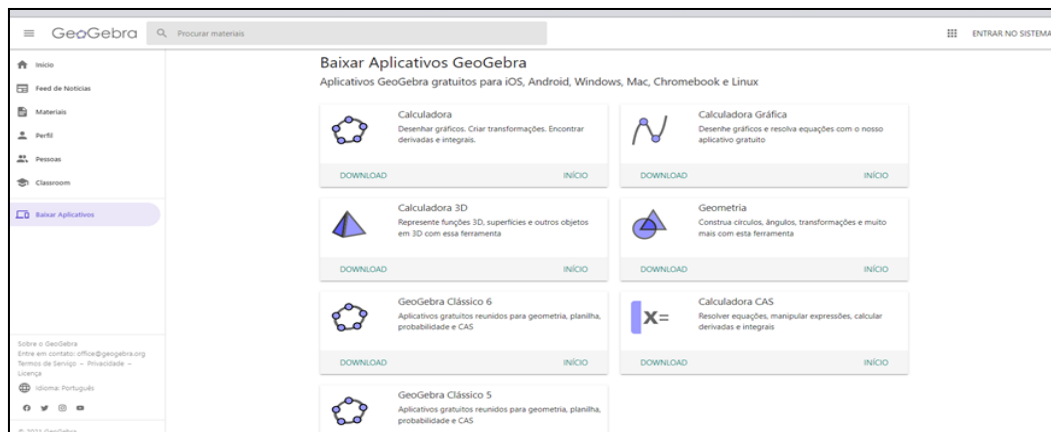 GeoGebra
Procurar materiais
ENTRAR NO SISTEMA
Início
Feed de Notícias
Materiais
Perfil
Pessoas
Classroom
Baixar Aplicativos
Sobre o GeoGebra
Entre em contato: office@geogebra.org
Termos de Serviço – Privacidade –
Licença
Idioma: Português
© 2021 GeoGebra
Baixar Aplicativos GeoGebra
Aplicativos GeoGebra gratuitos para iOS, Android, Windows, Mac, Chromebook e Linux
Calculadora
Desenhar gráficos. Criar transformações. Encontrar
derivadas e integrais.
DOWNLOAD INÍCIO
Calculadora Gráfica
Desenhe gráficos e resolva equações com o nosso
aplicativo gratuito
DOWNLOAD INÍCIO
Calculadora 3D
Represente funções 3D, superfícies e outros objetos
em 3D com essa ferramenta
DOWNLOAD INÍCIO
Geometria
Construa círculos, ângulos, transformações e muito
mais com esta ferramenta
DOWNLOAD INÍCIO
GeoGebra Clássico 6
Aplicativos gratuitos reunidos para geometria, planilha,
probabilidade e CAS
DOWNLOAD INÍCIO
X=
Calculadora CAS
Resolver equações, manipular expressões, calcular
derivadas e integrais
DOWNLOAD INÍCIO
GeoGebra Clássico 5
Aplicativos gratuitos reunidos para geometria, planilha,
probabilidade e CAS